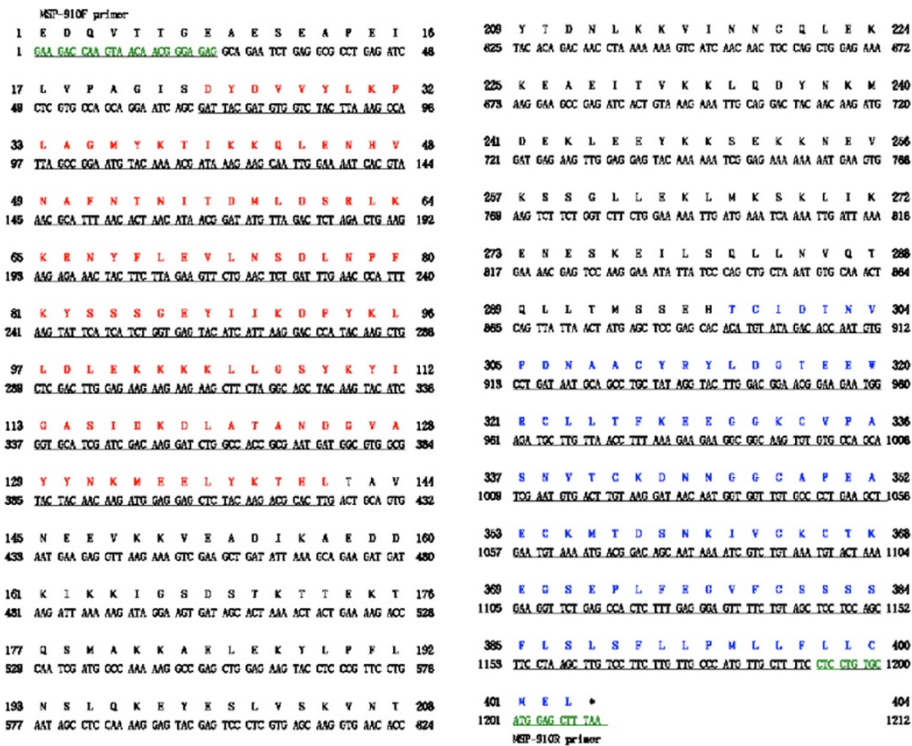 MSP-910F primer
1 E D Q V T T G E A E S E A P E I 16
1 GAA GAC CAA GTA ACA ACG GGA GAG GCA GAA TCT GAG GCG CCT GAG ATC 48
17 L V P A G I S D Y D V V Y L K P 32
49 CTC GTG CCA GCA GGA ATC AGC GAT TAC GAT GTG GTC TAC TTA AAG CCA 96
33 L A G M Y K T I K K Q L E N H V 48
97 TTA GCC GGA ATG TAC AAA ACG ATA AAG AAG CAA TTG GAA AAT CAC GTA 144
49 N A F N T N I T D M L D S R L K 64
145 AAC GCA TTT AAC ACT AAC ATA ACG GAT ATG TTA GAC TCT AGA CTG AAG 192
65 K R N Y F L E V L N S D L N P F 80
193 AAG AGA AAC TAC TTC TTA GAA GTT CTG AAC TCT GAT TTG AAC CCA TTT 240
81 K Y S S S G E Y I I K D P Y K L 96
241 AAG TAT TCA TCA TCT GGT GAG TAC ATC ATT AAG GAC CCA TAC AAG CTG 288
97 L D L E K K K K L L G S Y K Y I 112
289 CTC GAC TTG GAG AAG AAG AAG AAG CTT CTA GGC AGC TAC AAG TAC ATC 336
113 G A S I D K D L A T A N D G V A 128
337 GGT GCA TCG ATC GAC AAG GAT CTG GCC ACC GCG AAT GAT GGC GTG GCG 384
129 Y Y N K M E E L Y K T H L T A V 144
385 TAC TAC AAC AAG ATG GAG GAG CTC TAC AAG ACG CAC TTG ACT GCA GTG 432
145 N E E V K K V E A D I K A E D D 160
433 AAT GAA GAG GTT AAG AAA GTC GAA GCT GAT ATT AAA GCA GAA GAT GAT 480
161 K I K K I G S D S T K T T E K T 176
481 AAG ATT AAA AAG ATA GGA AGT GAT AGC ACT AAA ACT ACT GAA AAG ACC 528
177 Q S M A K K A E L E K Y L P F L 192
529 CAA TCG ATG GCC AAA AAG GCC GAG CTG GAG AAG TAC CTC CCG TTC CTG 576
193 N S L Q K E Y E S L V S K V N T 208
577 AAT AGC CTC CAA AAG GAG TAC GAG TCC CTC GTG AGC AAG GTG AAC ACC 624
209 Y T D N L K K V I N N C Q L E K 224
625 TAC ACA GAC AAC CTA AAA AAA GTC ATC AAC AAC TGC CAG CTG GAG AAA 672
225 K E A E I T V K K L Q D Y N K M 240
673 AAG GAA GCC GAG ATC ACT GTA AAG AAA TTG CAG GAC TAC AAC AAG ATG 720
241 D E K L E E Y K K S E K K N E V 256
721 GAT GAG AAG TTG GAG GAG TAC AAA AAA TCG GAG AAA AAA AAT GAA GTG 768
257 K S S G L L E K L M K S K L I K 272
769 AAG TCT TCT GGT CTT CTG GAA AAA TTG ATG AAA TCA AAA TTG ATT AAA 816
273 E N E S K E I L S Q L L N V Q T 288
817 GAA AAC GAG TCC AAG GAA ATA TTA TCC CAG CTG CTA AAT GTG CAA ACT 864
289 Q L L T M S S E H T C I D T N V 304
865 CAG TTA TTA ACT ATG AGC TCC GAG CAC ACA TGT ATA GAC ACC AAT GTG 912
305 P D N A A C Y R Y L D G T E E W 320
913 CCT GAT AAT GCA GCC TGC TAT AGG TAC TTG GAC GGA ACG GAA GAA TGG 960
321 R C L L T F K E E G G K C V P A 336
961 AGA TGC TTG TTA ACC TTT AAA GAA GAA GGC GGC AAG TGT GTG CCA GCA 1008
337 S N V T C K D N N G G C A P E A 352
1009 TCG AAT GTG ACT TGT AAG GAT AAC AAT GGT GGT TGT GCC CCT GAA GCT 1056
353 E C K M T D S N K I V C K C T K 368
1057 GAA TGT AAA ATG ACG GAC AGC AAT AAA ATC GTC TGT AAA TGT ACT AAA 1104
369 E G S E P L F E G V F C S S S S 384
1105 GAA GGT TCT GAG CCA CTC TTT GAG GGA GTT TTC TGT AGC TCC TCC AGC 1152
385 F L S L S F L L P M L L F L L C 400
1153 TTC CTA AGC TTG TCC TTC TTG TTG CCC ATG TTG CTT TTC CTC CTG TGC 1200
401 M E L * 404
1201 ATG GAG CTT TAA 1212
MSP-910R primer